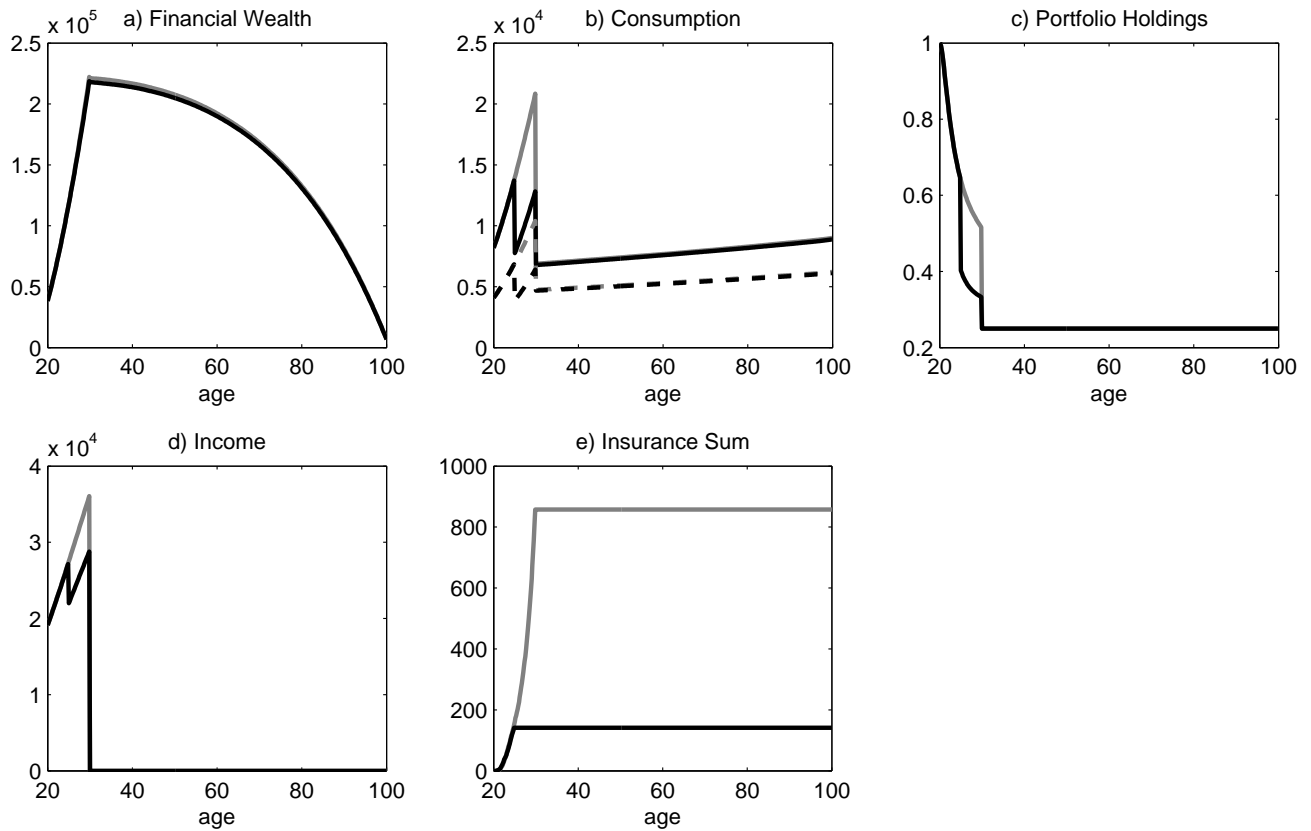 a) Financial Wealth
x 10^5
2.5
2
1.5
1
0.5
0
20 40 60 80 100
age
b) Consumption
x 10^4
2.5
2
1.5
1
0.5
0
20 40 60 80 100
age
c) Portfolio Holdings
1
0.8
0.6
0.4
0.2
20 40 60 80 100
age
d) Income
x 10^4
4
3
2
1
0
20 40 60 80 100
age
e) Insurance Sum
1000
800
600
400
200
0
20 40 60 80 100
age